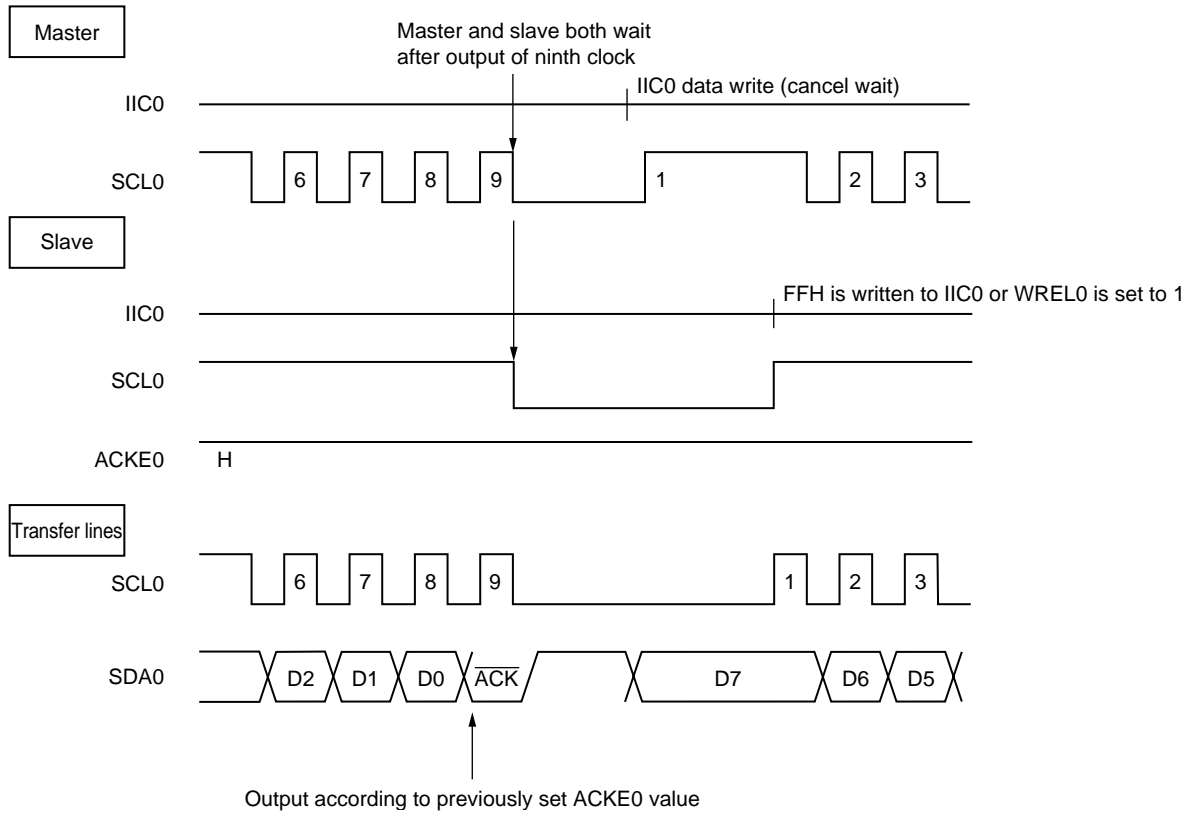 Master
Master and slave both wait
after output of ninth clock
IIC0 data write (cancel wait)
IIC0
SCL0
6 7 8 9 1 2 3
Slave
FFH is written to IIC0 or WREL0 is set to 1
IIC0
SCL0
ACKE0 H
Transfer lines
SCL0
6 7 8 9 1 2 3
SDA0
D2 D1 D0 ACK D7 D6 D5
Output according to previously set ACKE0 value